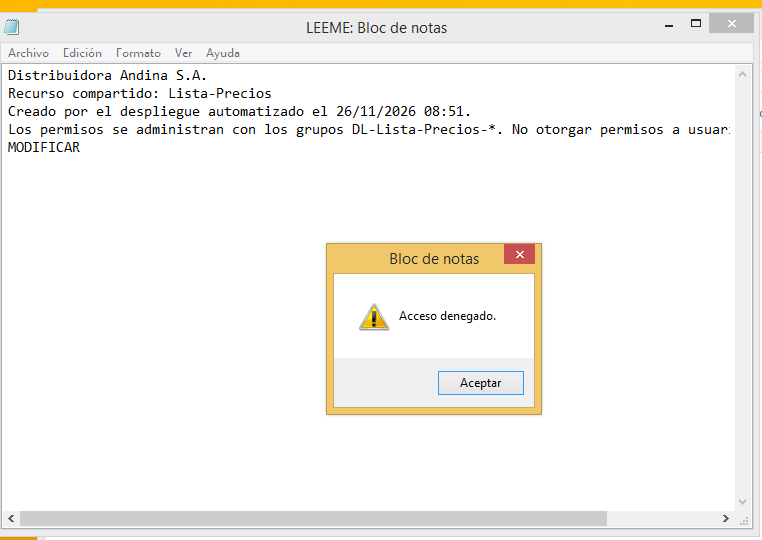 LEEME: Bloc de notas
Archivo Edición Formato Ver Ayuda
Distribuidora Andina S.A.
Recurso compartido: Lista-Precios
Creado por el despliegue automatizado el 26/11/2026 08:51.
Los permisos se administran con los grupos DL-Lista-Precios-*. No otorgar permisos a
MODIFICAR
Bloc de notas
Acceso denegado.
Aceptar